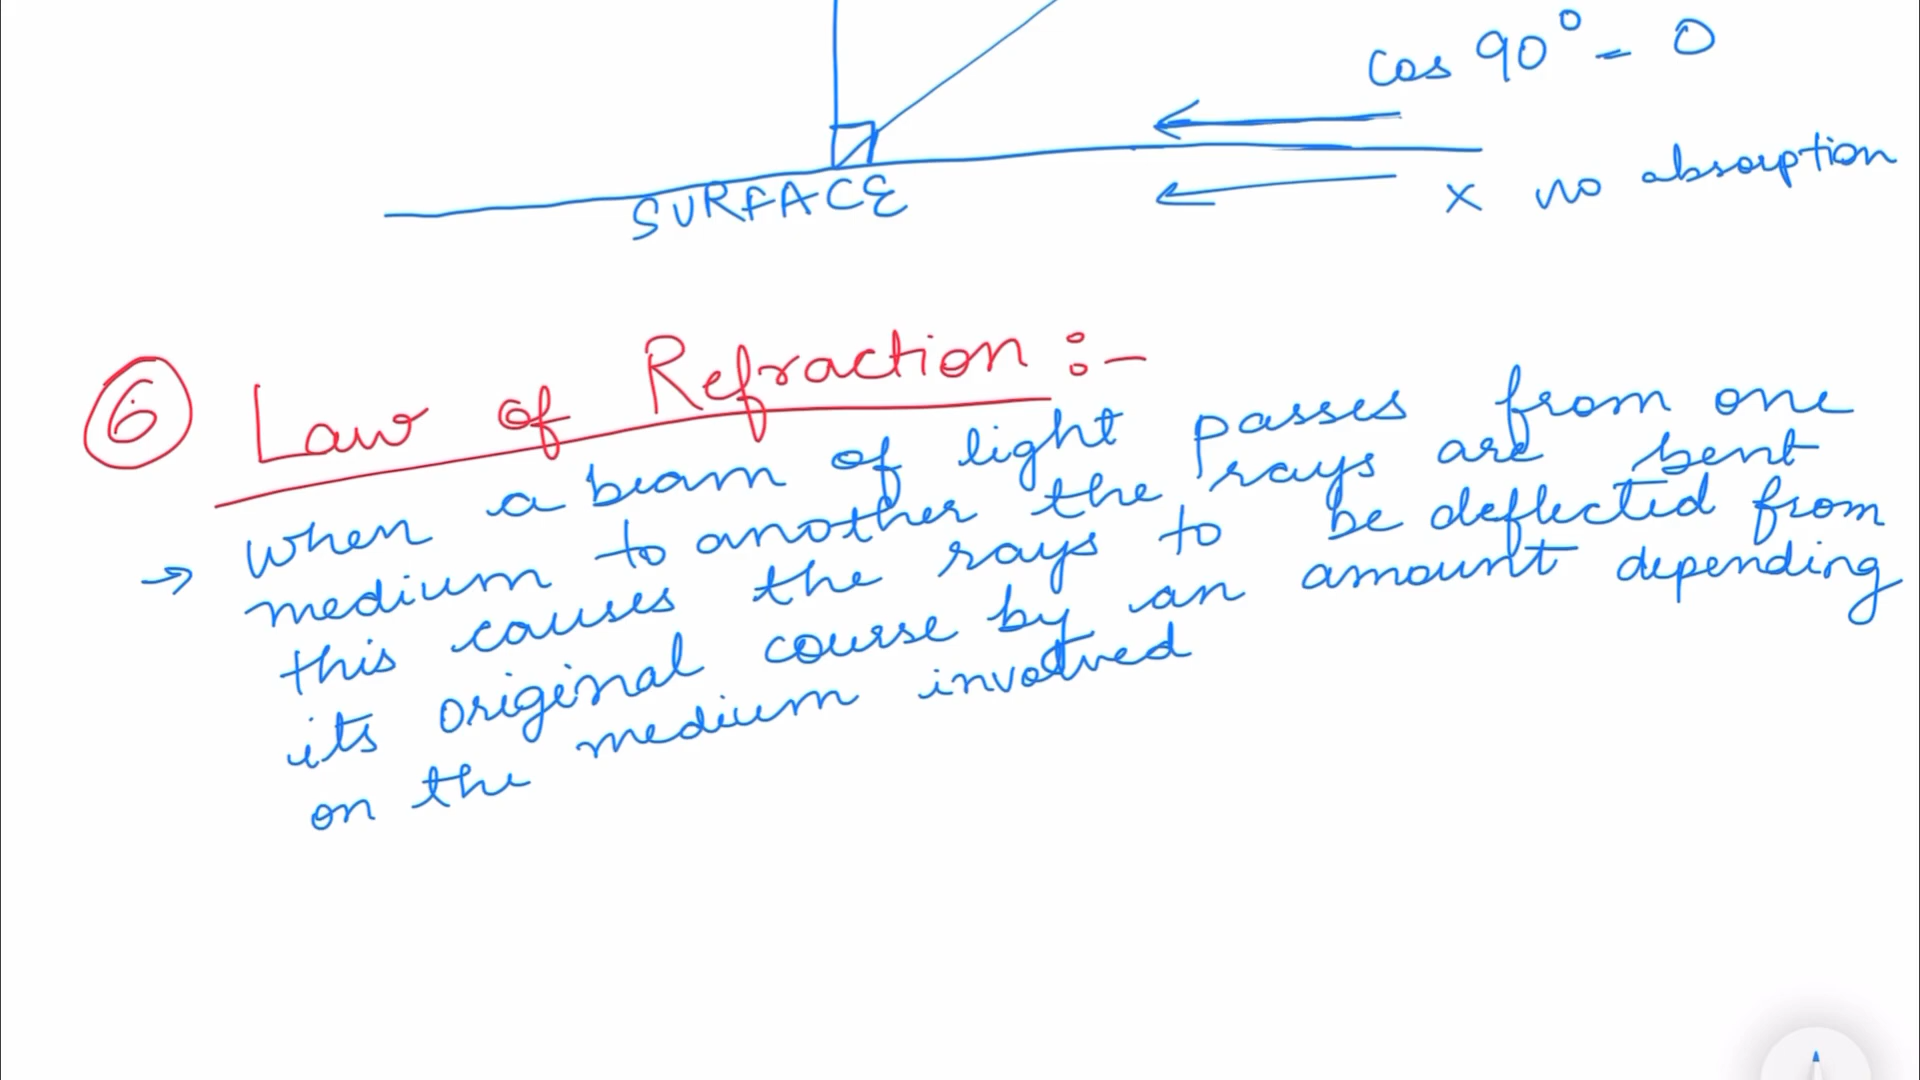 cos 90° = 0
SURFACE
x no absorption
6 Law of Refraction :-
→ when a beam of light passes from one
medium to another the rays are bent
this causes the rays to be deflected from
its original course by an amount depending
on the medium involved